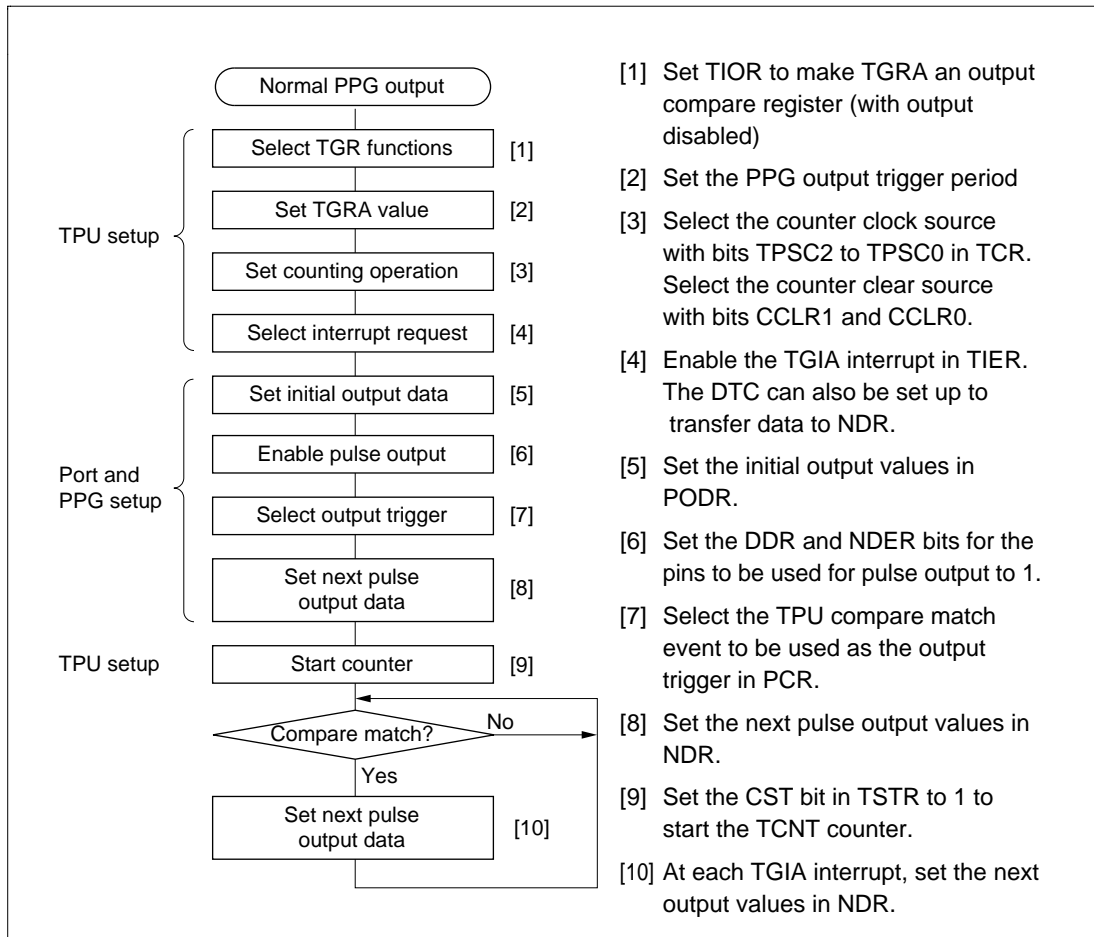 Normal PPG output
TPU setup
Select TGR functions [1]
Set TGRA value [2]
Set counting operation [3]
Select interrupt request [4]
Port and
PPG setup
Set initial output data [5]
Enable pulse output [6]
Select output trigger [7]
Set next pulse
output data [8]
TPU setup
Start counter [9]
Compare match?
No
Yes
Set next pulse
output data [10]
[1] Set TIOR to make TGRA an output
compare register (with output
disabled)
[2] Set the PPG output trigger period
[3] Select the counter clock source
with bits TPSC2 to TPSC0 in TCR.
Select the counter clear source
with bits CCLR1 and CCLR0.
[4] Enable the TGIA interrupt in TIER.
The DTC can also be set up to
transfer data to NDR.
[5] Set the initial output values in
PODR.
[6] Set the DDR and NDER bits for the
pins to be used for pulse output to 1.
[7] Select the TPU compare match
event to be used as the output
trigger in PCR.
[8] Set the next pulse output values in
NDR.
[9] Set the CST bit in TSTR to 1 to
start the TCNT counter.
[10] At each TGIA interrupt, set the next
output values in NDR.